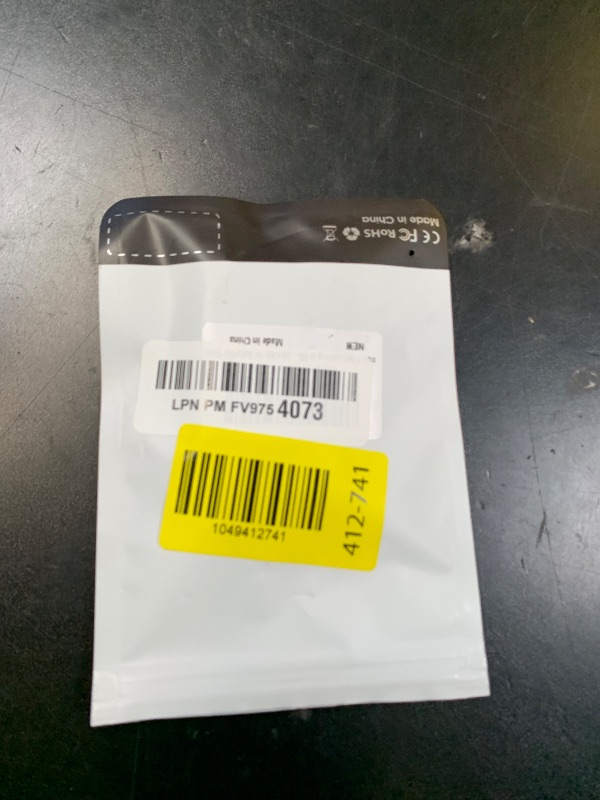 Made in China
CE FC RoHS
Made in China
NEW
LPN PM FV975 4073
1049412741
412-741